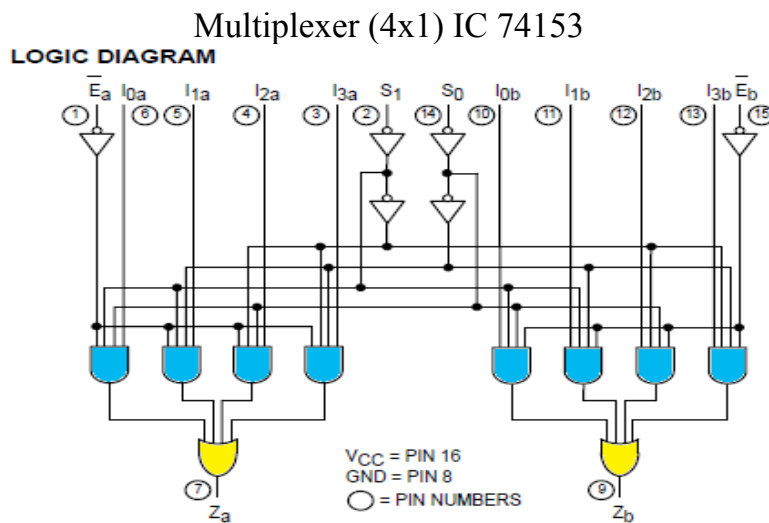 Multiplexer (4x1) IC 74153
LOGIC DIAGRAM
E̅a I0a I1a I2a I3a S1 S0 I0b I1b I2b I3b E̅b
1 6 5 4 3 2 14 10 11 12 13 15
VCC = PIN 16
GND = PIN 8
= PIN NUMBERS
7 9
Za Zb